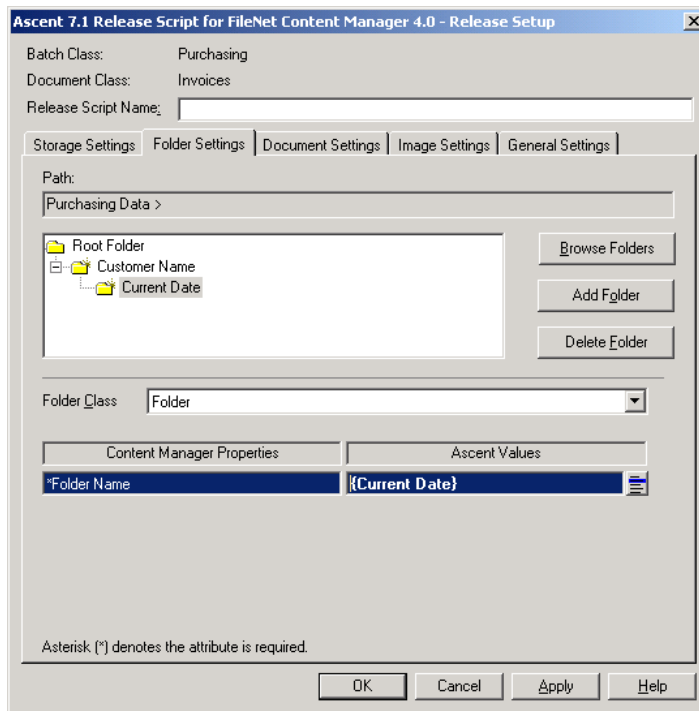 Ascent 7.1 Release Script for FileNet Content Manager 4.0 - Release Setup
Batch Class: Purchasing
Document Class: Invoices
Release Script Name:
Storage Settings Folder Settings Document Settings Image Settings General Settings
Path:
Purchasing Data >
Root Folder
Customer Name
Current Date
Browse Folders
Add Folder
Delete Folder
Folder Class Folder
Content Manager Properties Ascent Values
*Folder Name {Current Date}
Asterisk (*) denotes the attribute is required.
OK Cancel Apply Help